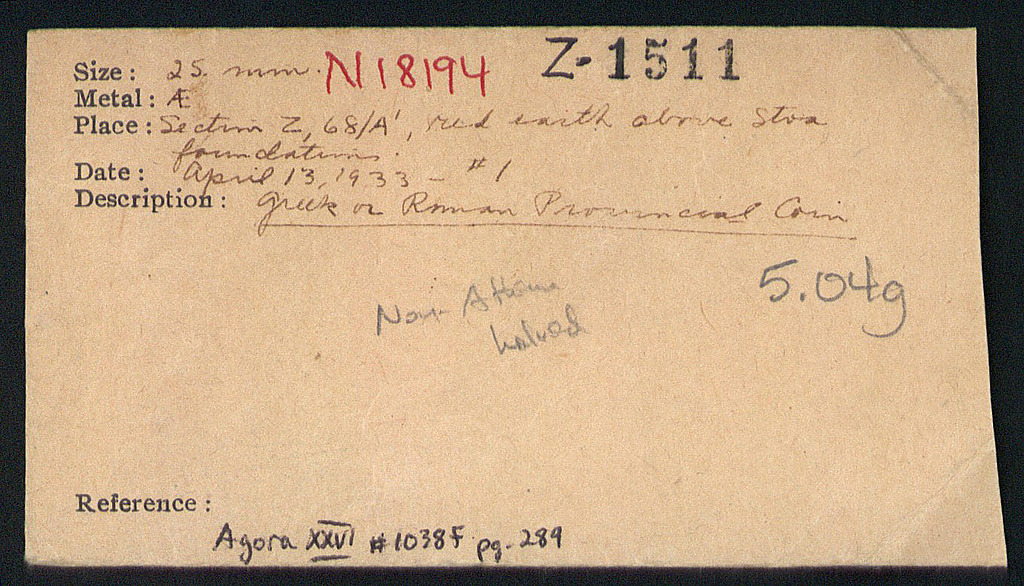 Size : 25. mm. N18194 Z-1511
Metal : Æ
Place : Section Z, 68/A', red earth above Stoa
foundations.
Date : April 13, 1933 - #1
Description : Greek or Roman Provincial Coin
5.04g
Non-Attic
halved
Reference :
Agora XXVI #1038f pg. 289